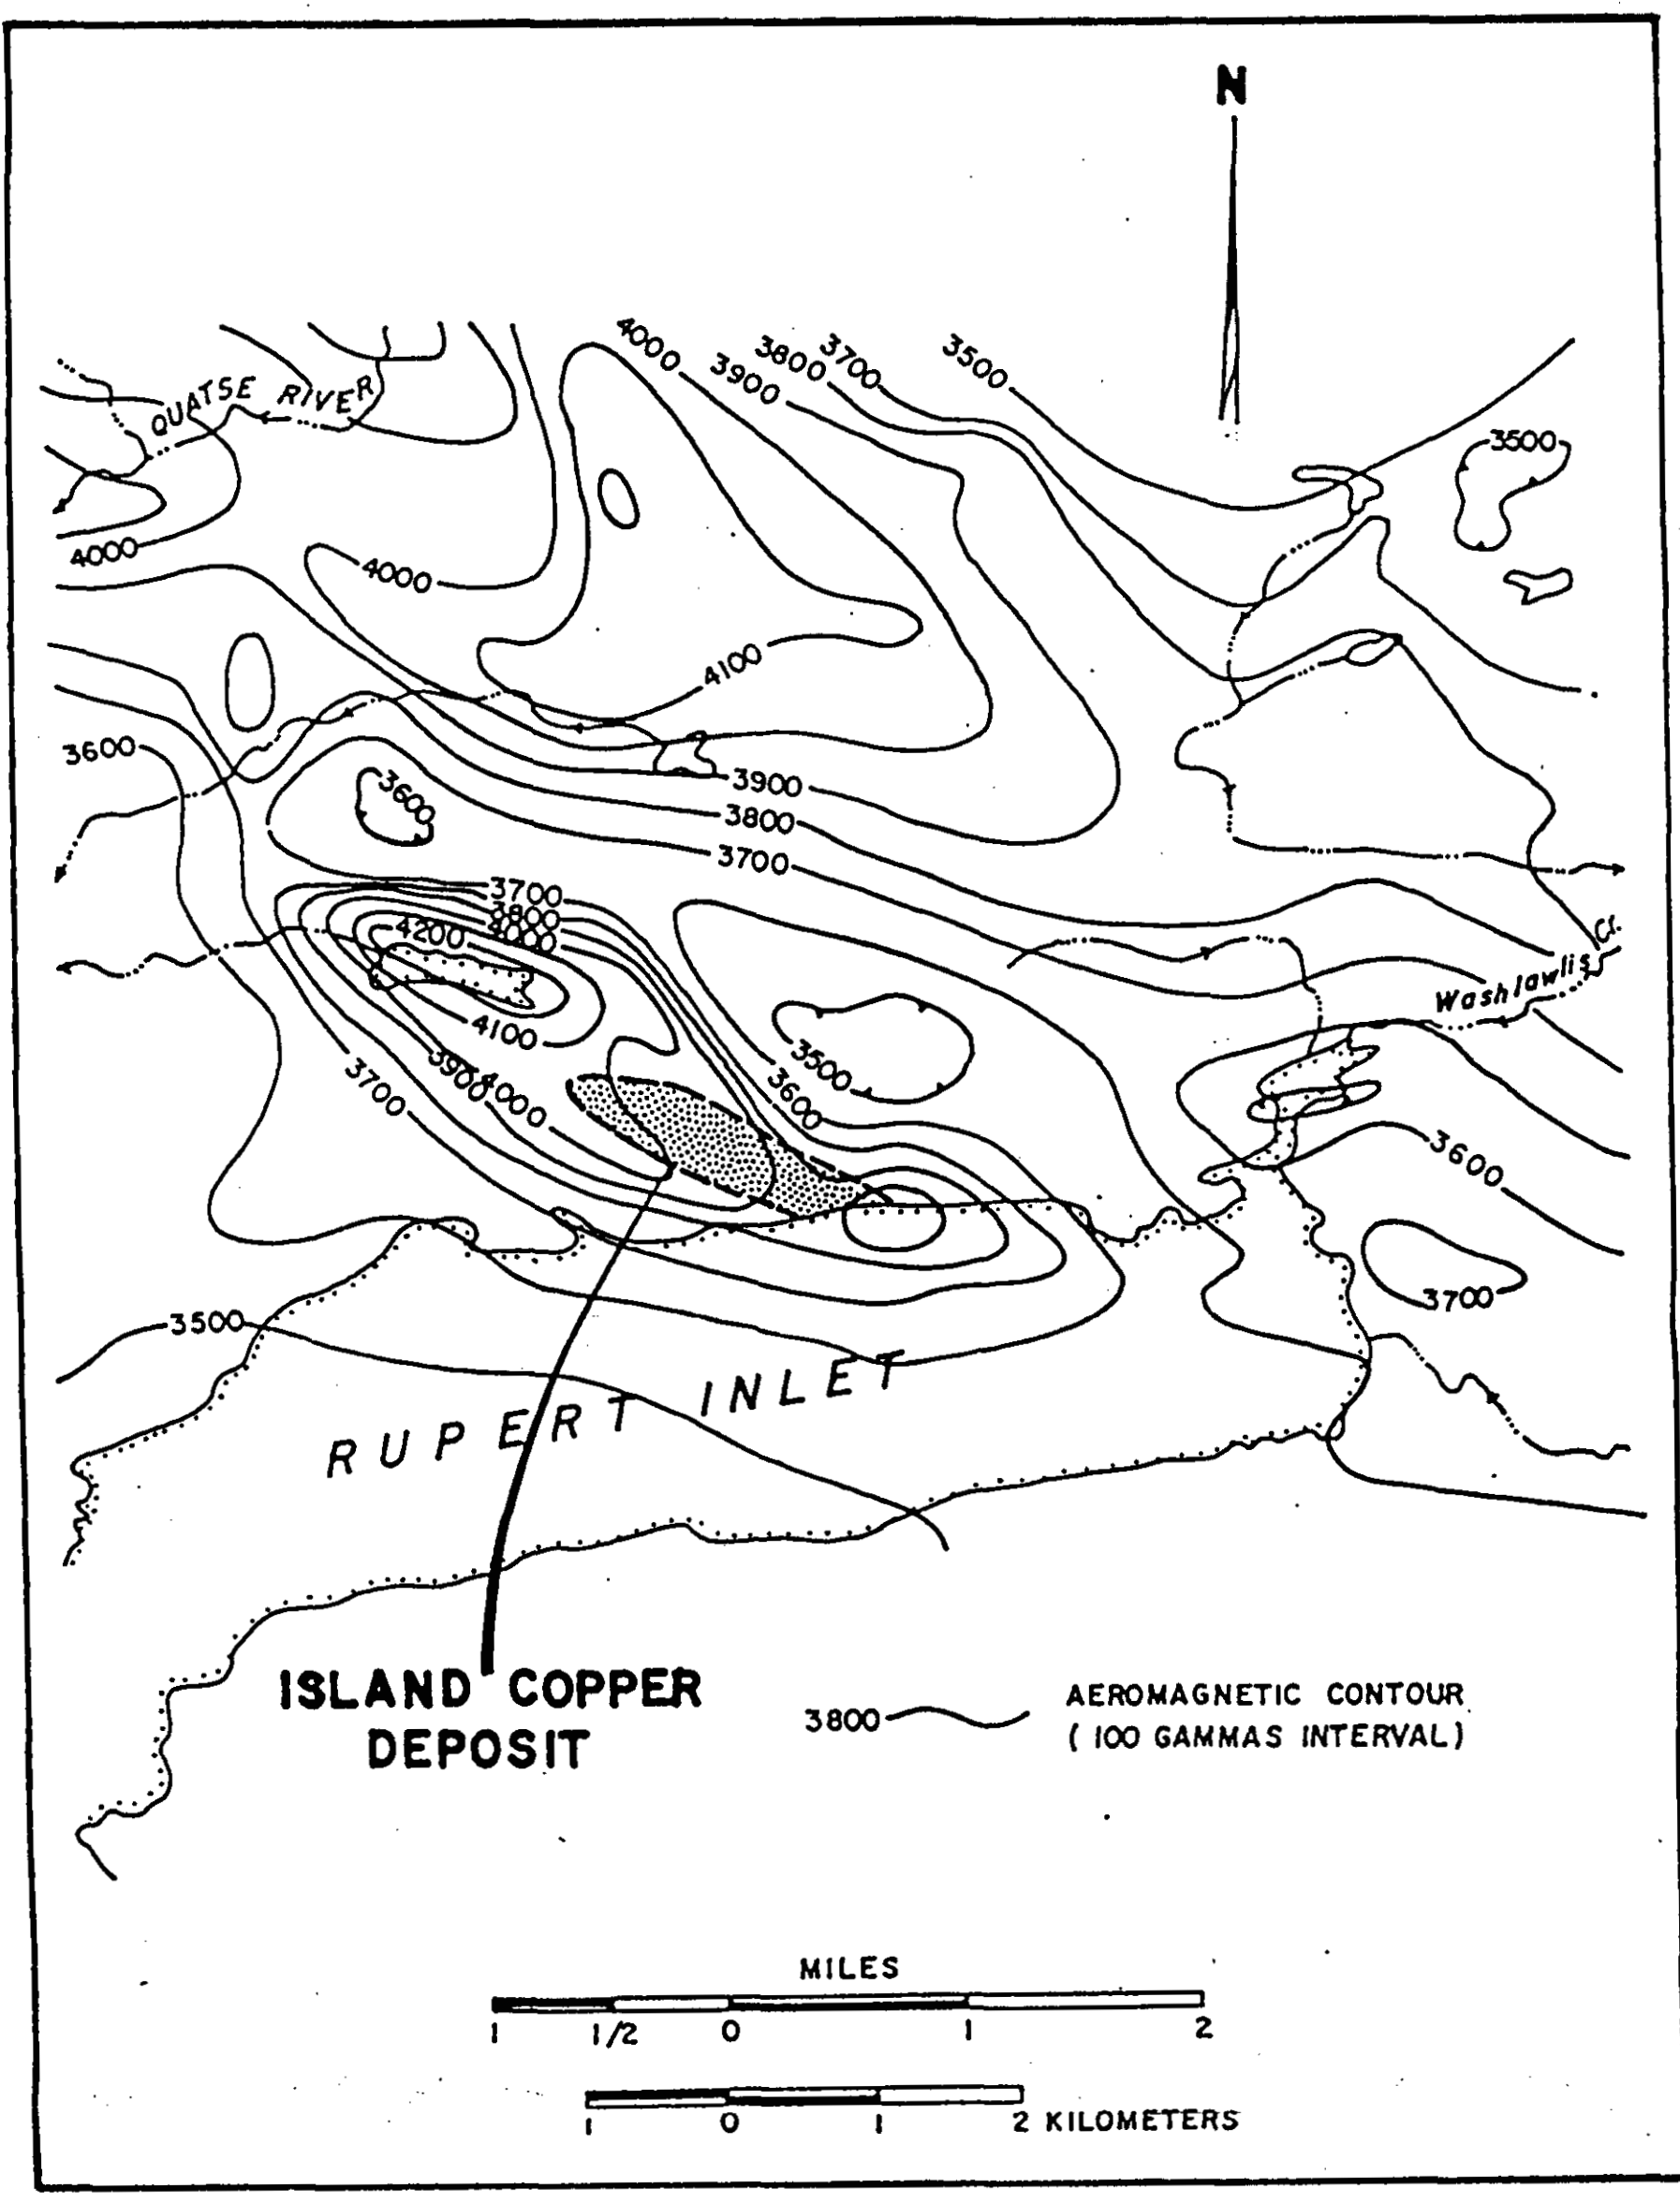 N
4000
3900
3800
3700
3500
QUATSE RIVER
3500
4000
4000
4100
3600
3600
3900
3800
3700
3700
3800
4000
4200
4100
3500
3900
4000
3700
3600
Washlawlis Cr.
3600
3700
3500
RUPERT INLET
ISLAND COPPER
DEPOSIT
3800
AEROMAGNETIC CONTOUR
( 100 GAMMAS INTERVAL)
MILES
1 1/2 0 1 2
1 0 1 2 KILOMETERS